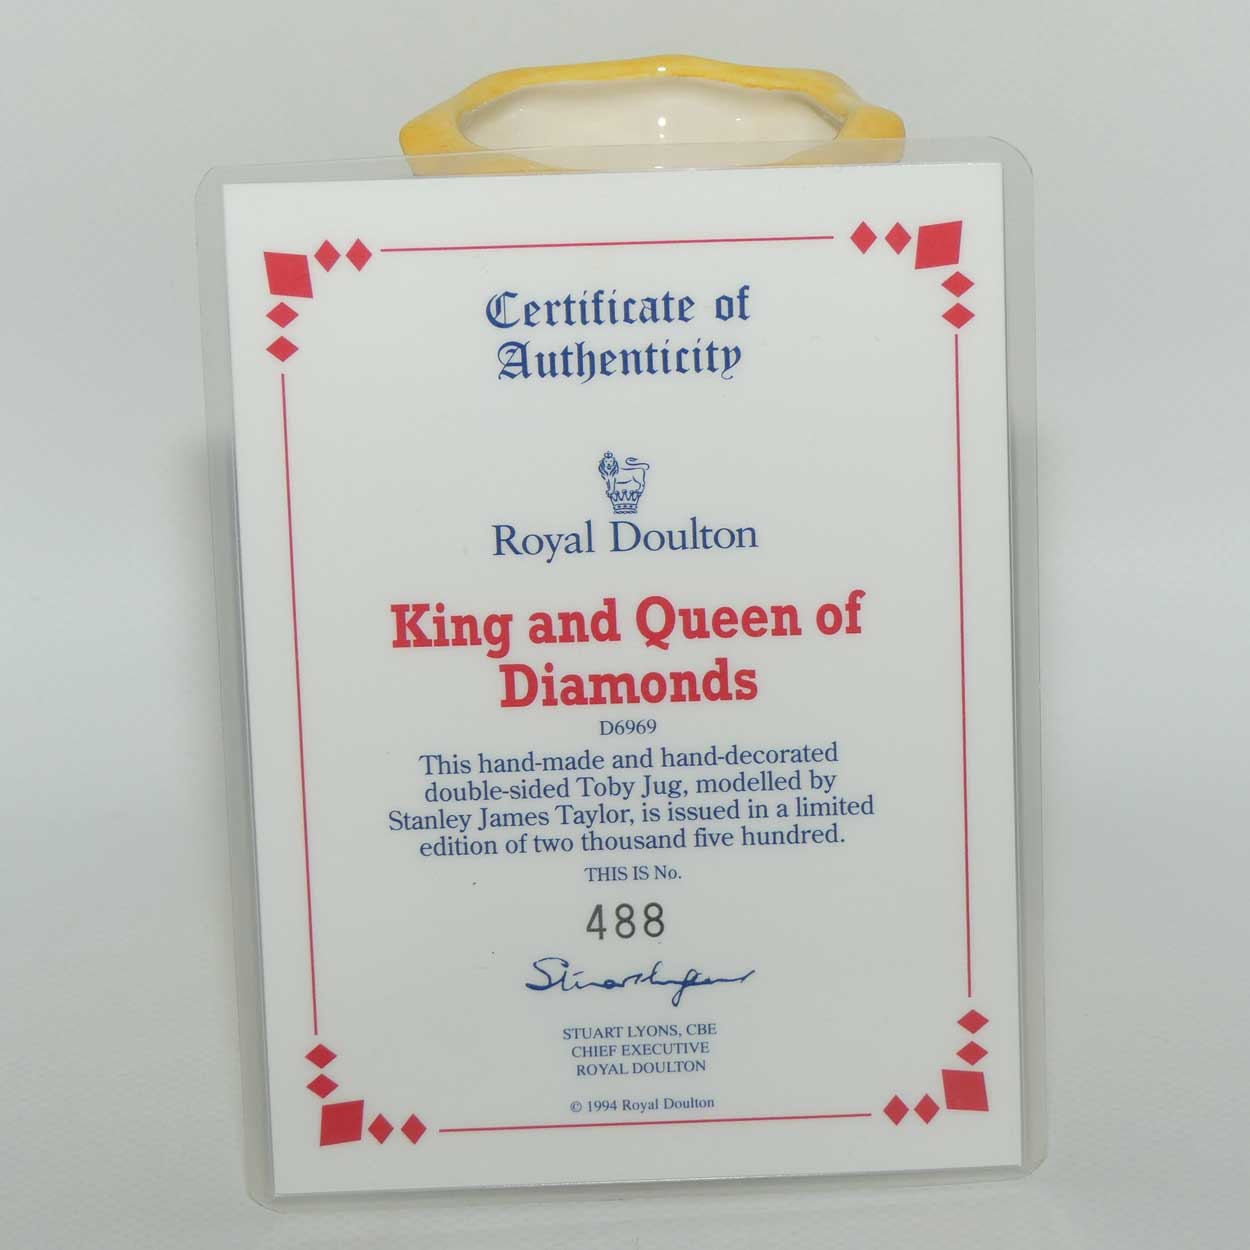 Certificate of
Authenticity
Royal Doulton
King and Queen of
Diamonds
D6969
This hand-made and hand-decorated
double-sided Toby Jug, modelled by
Stanley James Taylor, is issued in a limited
edition of two thousand five hundred.
THIS IS No.
488
Stuart Lyons
STUART LYONS, CBE
CHIEF EXECUTIVE
ROYAL DOULTON
© 1994 Royal Doulton